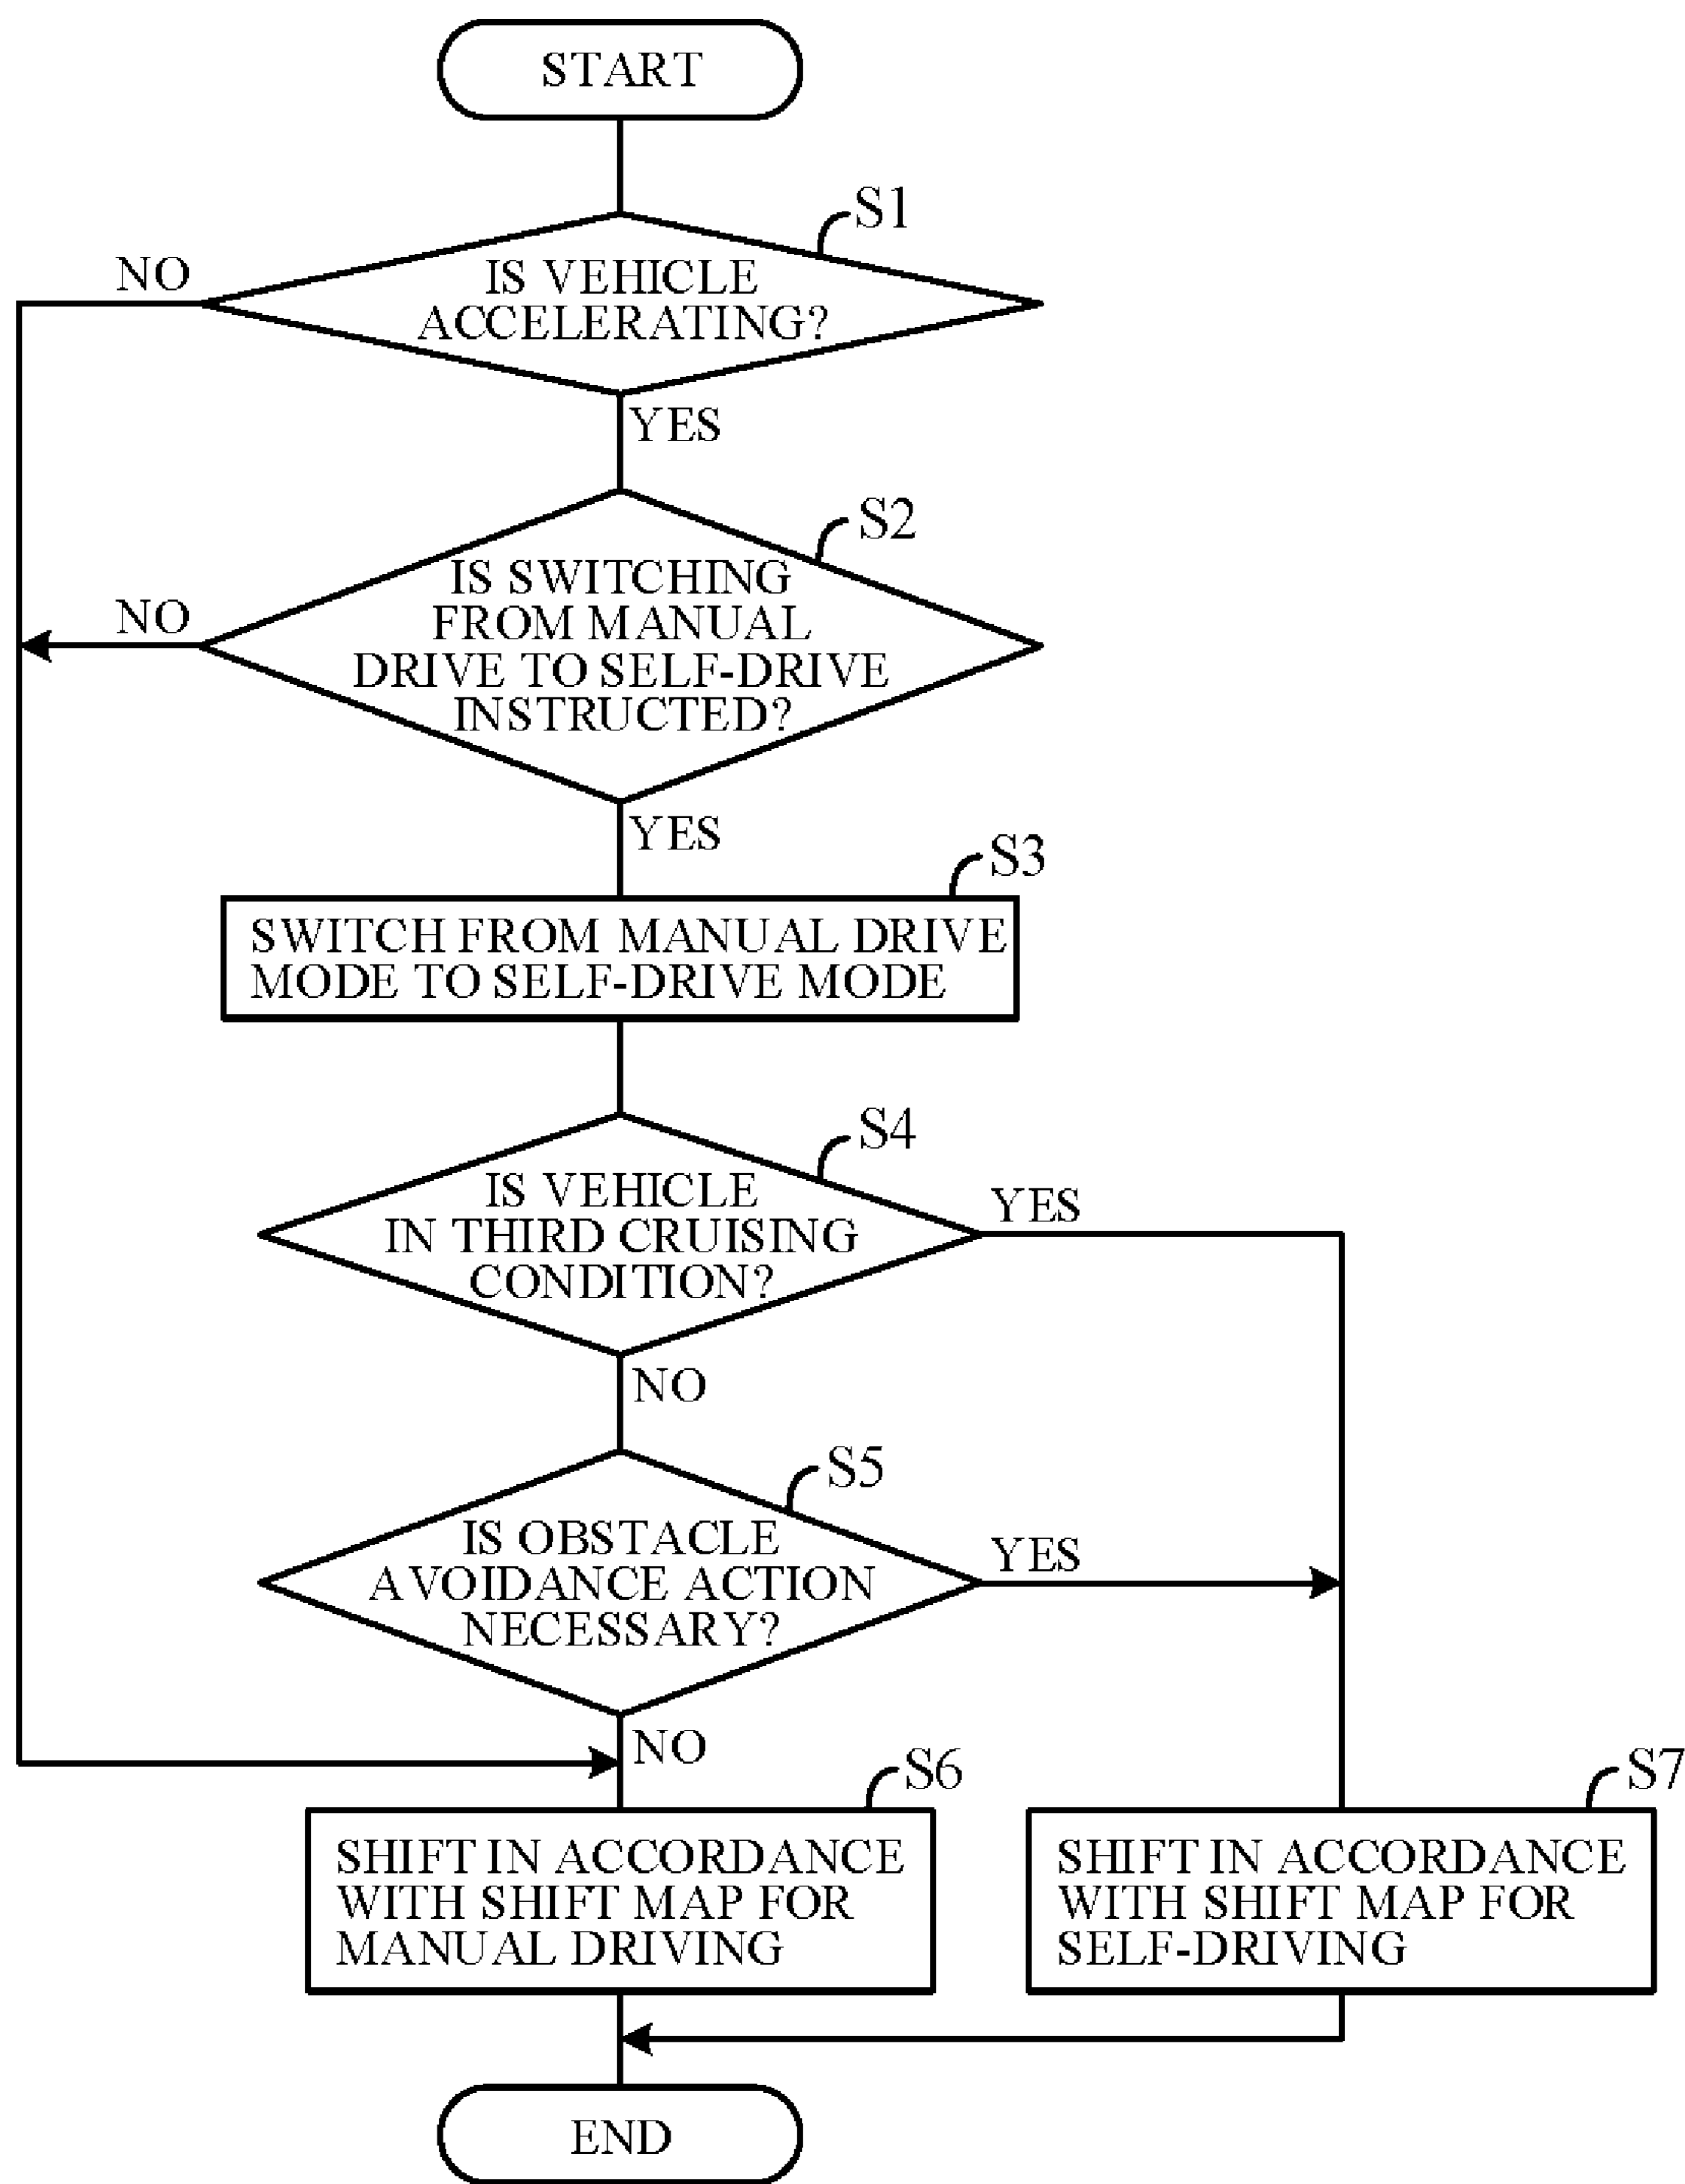 START
S1
NO
IS VEHICLE
ACCELERATING?
YES
S2
NO
IS SWITCHING
FROM MANUAL
DRIVE TO SELF-DRIVE
INSTRUCTED?
YES
S3
SWITCH FROM MANUAL DRIVE
MODE TO SELF-DRIVE MODE
S4
IS VEHICLE
IN THIRD CRUISING
CONDITION?
YES
NO
S5
IS OBSTACLE
AVOIDANCE ACTION
NECESSARY?
YES
NO
S6
SHIFT IN ACCORDANCE
WITH SHIFT MAP FOR
MANUAL DRIVING
S7
SHIFT IN ACCORDANCE
WITH SHIFT MAP FOR
SELF-DRIVING
END